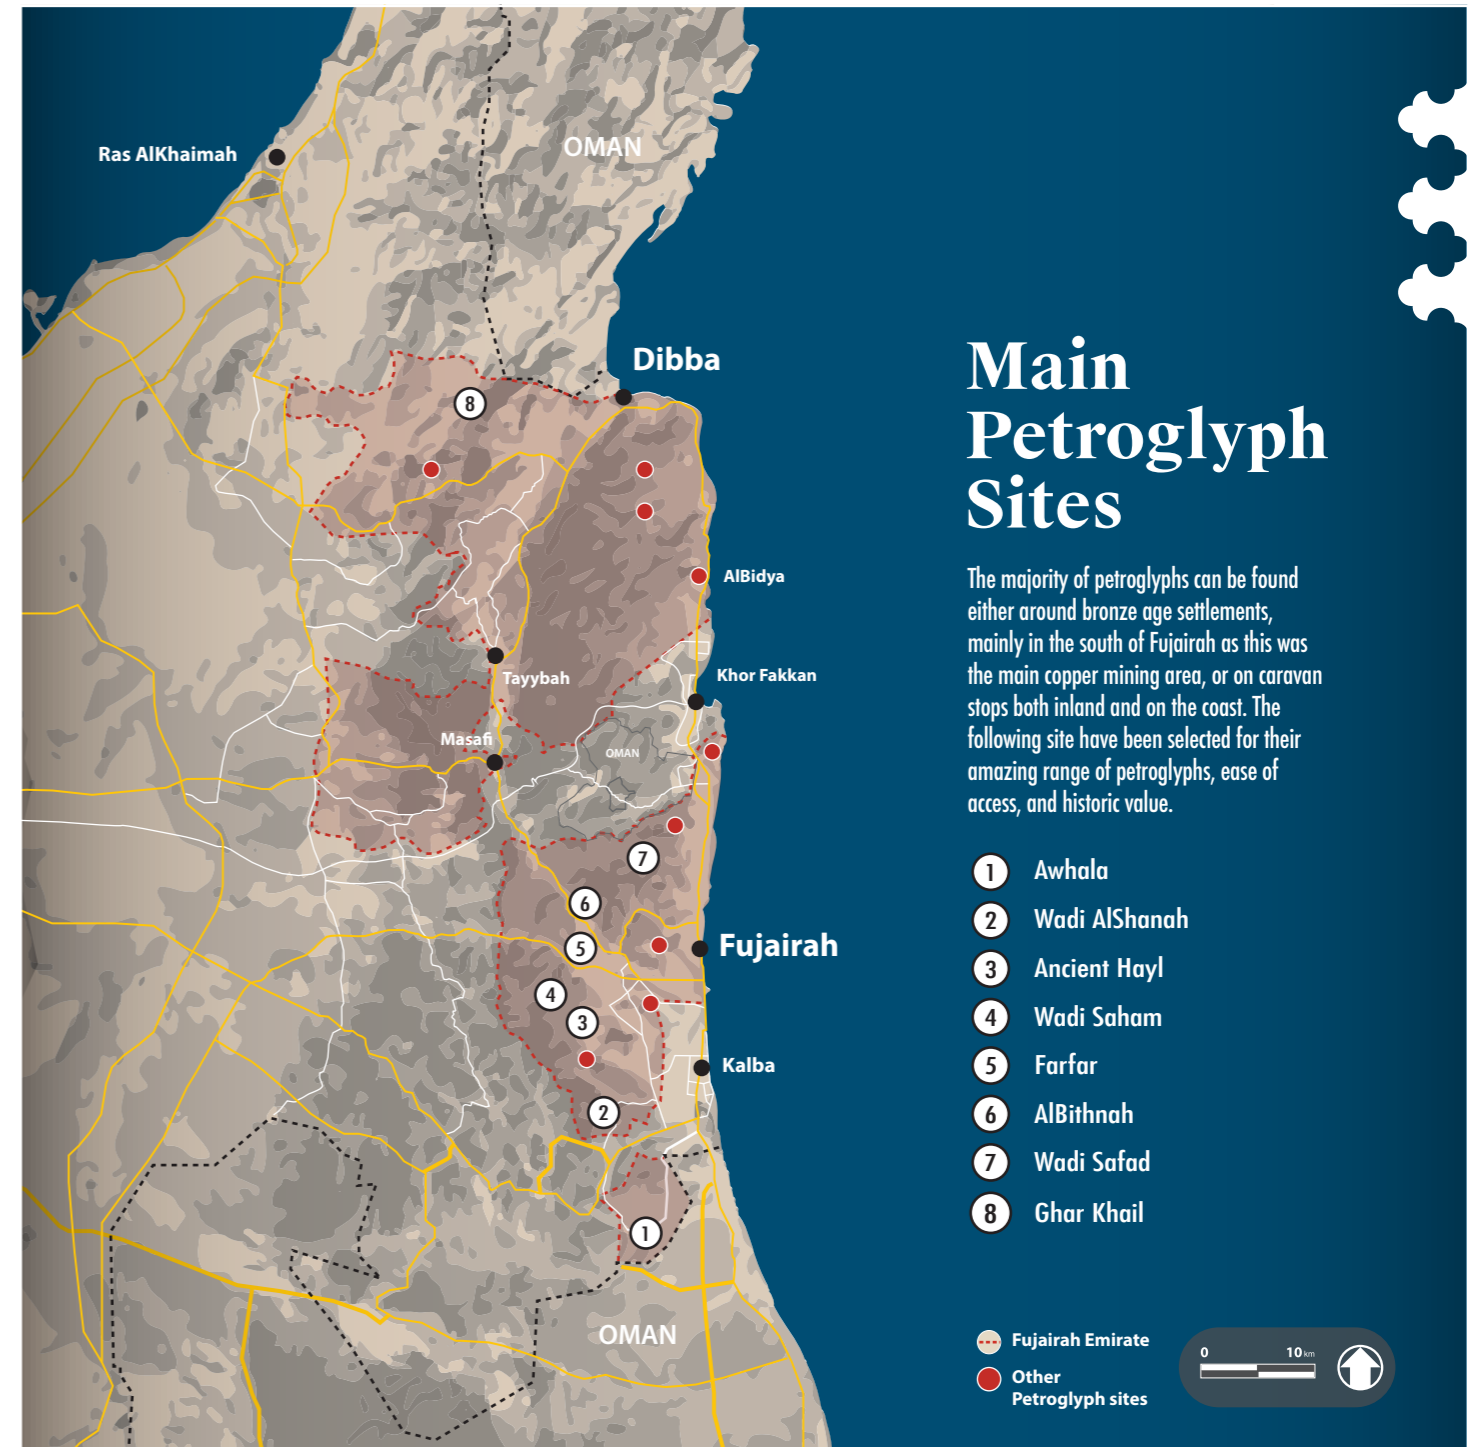 Ras AlKhaimah
OMAN
Dibba
8
AlBidya
Tayybah
Khor Fakkan
Masafi
OMAN
7
6
5
Fujairah
4
3
Kalba
2
1
OMAN
Main
Petroglyph
Sites
The majority of petroglyphs can be found
either around bronze age settlements,
mainly in the south of Fujairah as this was
the main copper mining area, or on caravan
stops both inland and on the coast. The
following site have been selected for their
amazing range of petroglyphs, ease of
access, and historic value.
1 Awhala
2 Wadi AlShanah
3 Ancient Hayl
4 Wadi Saham
5 Farfar
6 AlBithnah
7 Wadi Safad
8 Ghar Khail
Fujairah Emirate
Other
Petroglyph sites
0 10 km